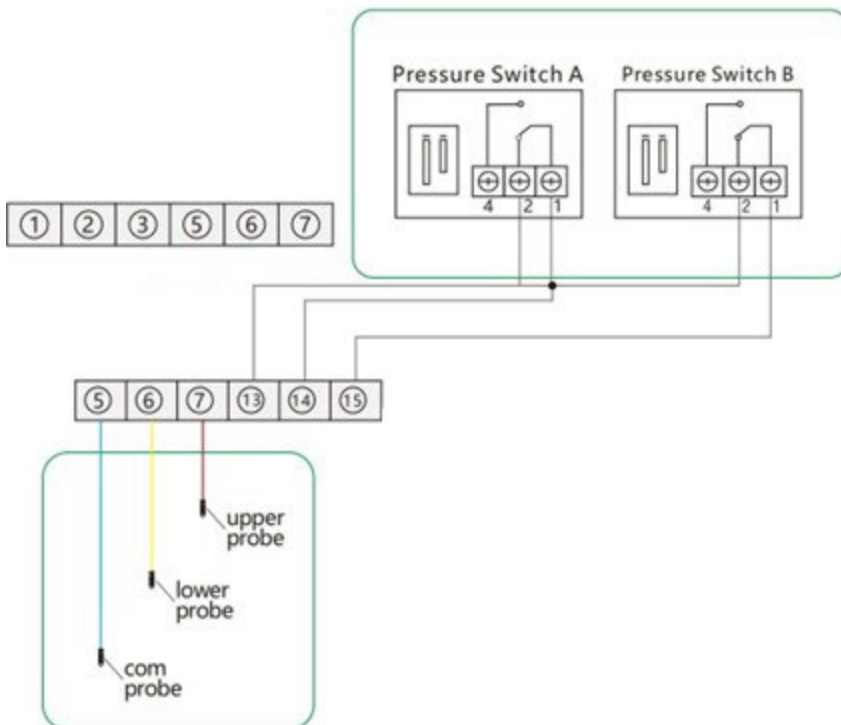 Pressure Switch A
Pressure Switch B
4 2 1
4 2 1
① ② ③ ⑤ ⑥ ⑦
⑤ ⑥ ⑦ ⑬ ⑭ ⑮
upper
probe
lower
probe
com
probe